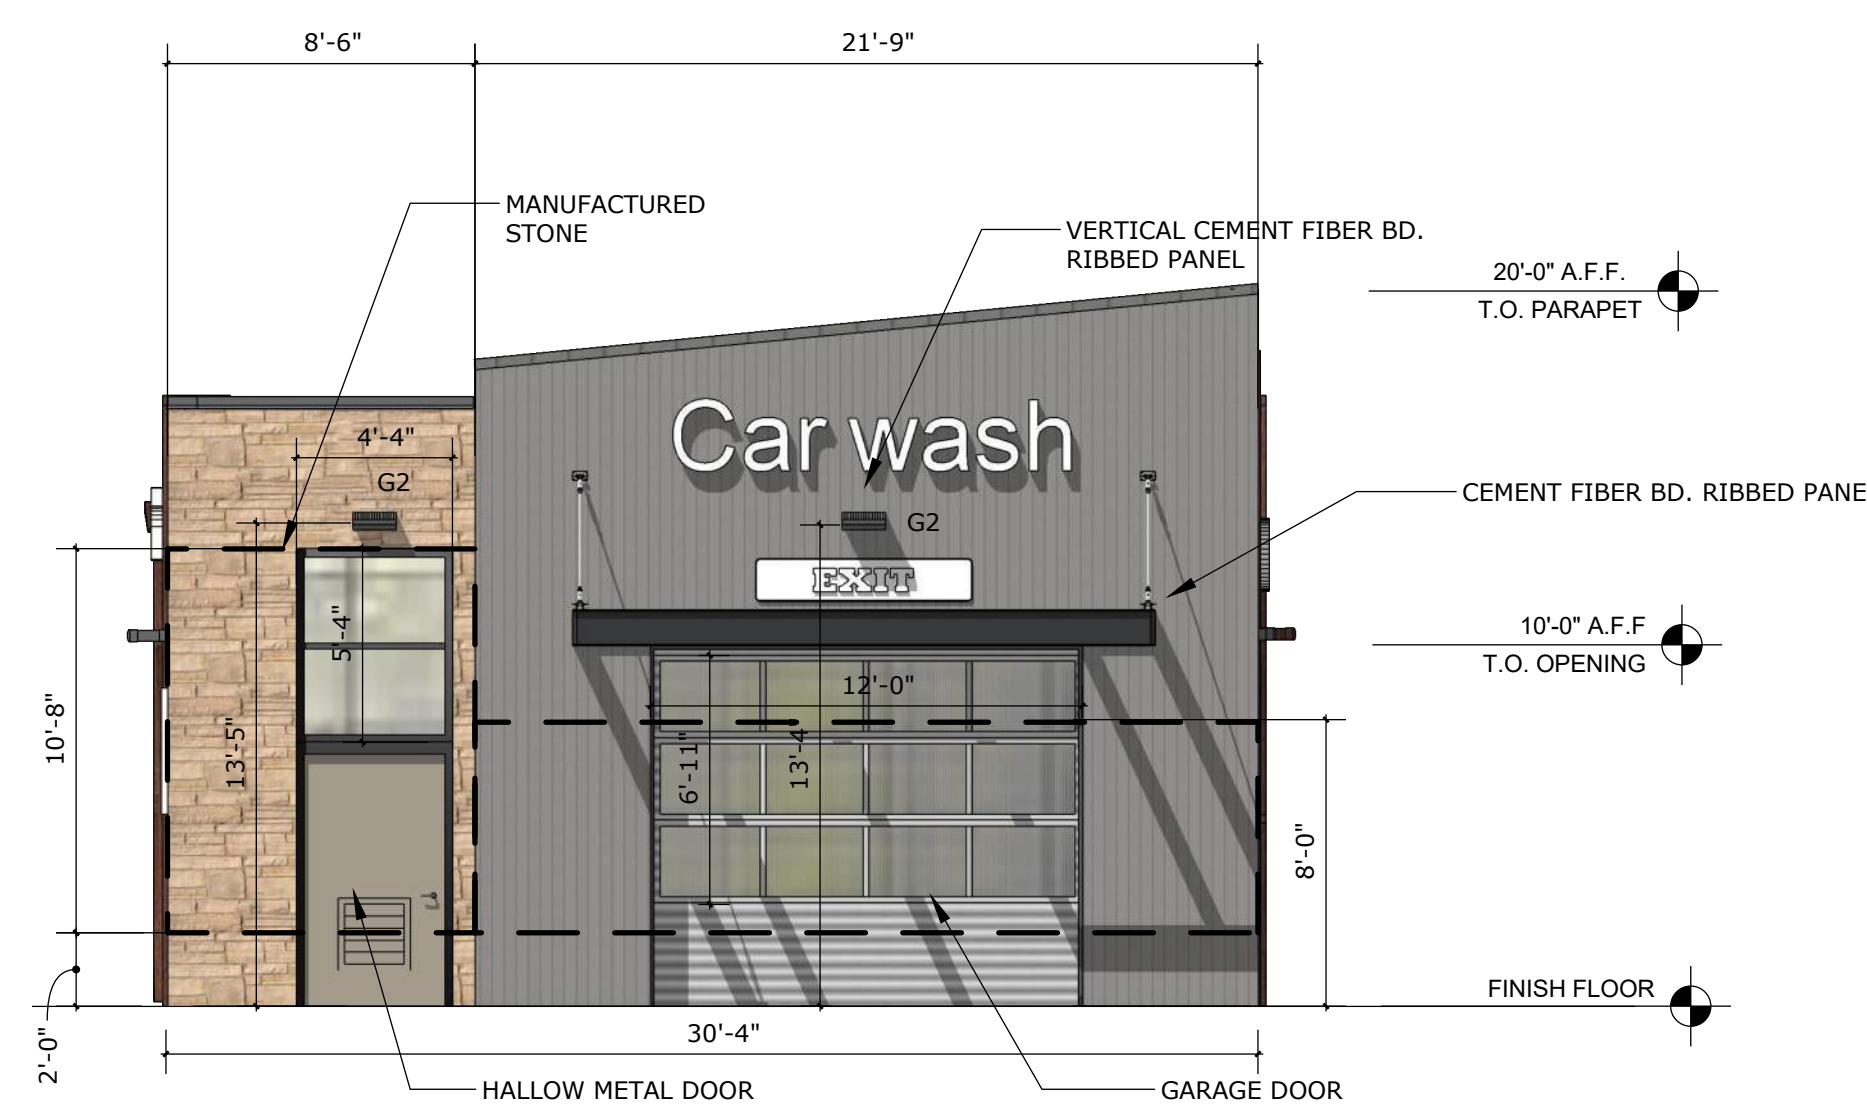 8'-6"
21'-9"
MANUFACTURED
STONE
VERTICAL CEMENT FIBER BD.
RIBBED PANEL
20'-0" A.F.F.
T.O. PARAPET
Car wash
4'-4"
G2
G2
CEMENT FIBER BD. RIBBED PANE
EXIT
5'-4"
10'-0" A.F.F
T.O. OPENING
12'-0"
10'-8"
13'-5"
6'-11"
13'-4
8'-0"
FINISH FLOOR
30'-4"
2'-0"
HALLOW METAL DOOR
GARAGE DOOR